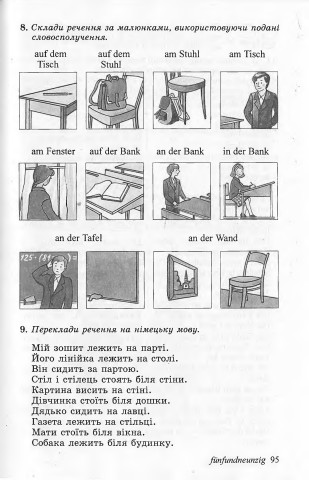 8. Склади речення за малюнками, використовуючи подані
словосполучення.
auf dem Tisch
auf dem Stuhl
am Stuhl
am Tisch
am Fenster
auf der Bank
an der Bank
in der Bank
an der Tafel
an der Wand
9. Переклади речення на німецьку мову.
Мій зошит лежить на парті.
Його лінійка лежить на столі.
Він сидить за партою.
Стіл і стілець стоять біля стіни.
Картина висить на стіні.
Дівчинка стоїть біля дошки.
Дядько сидить на лавці.
Газета лежить на стільці.
Мати стоїть біля вікна.
Собака лежить біля будинку.
fünfundneunzig 95